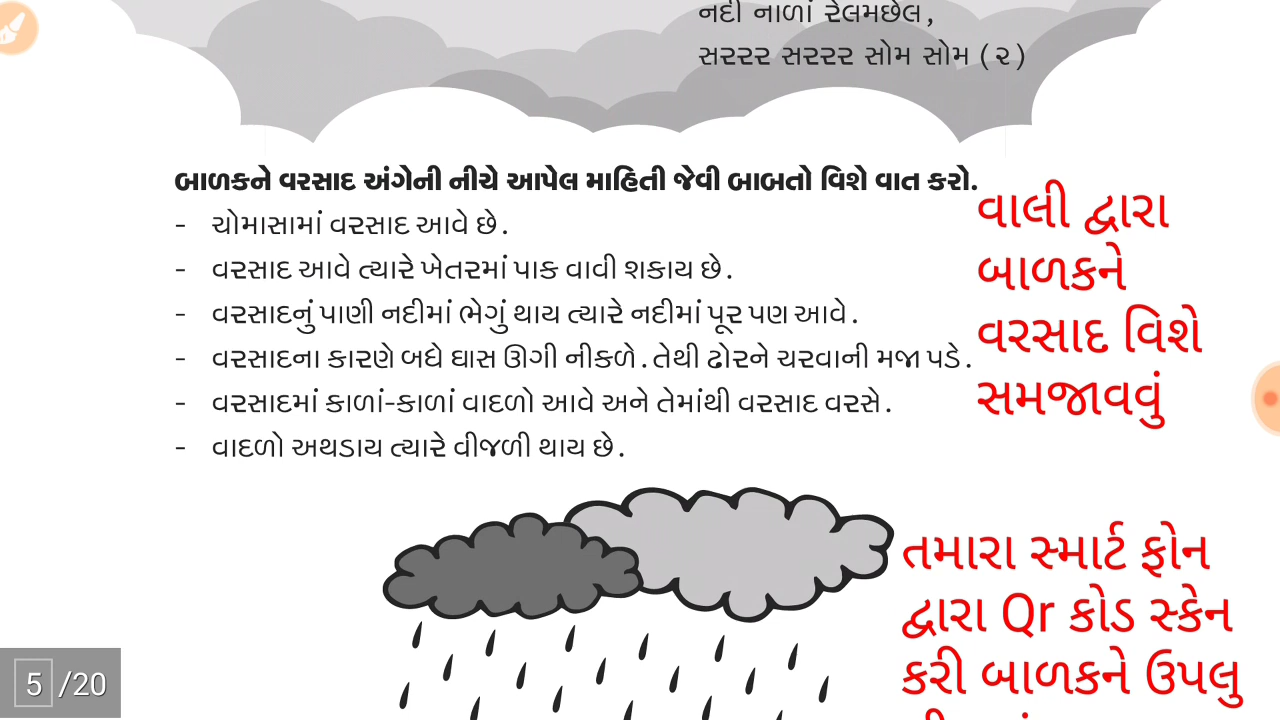 નદી નાળાં રેલમછેલ,
સરરર સરરર સોમ સોમ (૨)
બાળકને વરસાદ અંગેની નીચે આપેલ માહિતી જેવી બાબતો વિશે વાત કરો.
- ચોમાસામાં વરસાદ આવે છે.
- વરસાદ આવે ત્યારે ખેતરમાં પાક વાવી શકાય છે.
- વરસાદનું પાણી નદીમાં ભેગું થાય ત્યારે નદીમાં પૂર પણ આવે.
- વરસાદના કારણે બધે ઘાસ ઊગી નીકળે. તેથી ઢોરને ચરવાની મજા પડે.
- વરસાદમાં કાળાં-કાળાં વાદળો આવે અને તેમાંથી વરસાદ વરસે.
- વાદળો અથડાય ત્યારે વીજળી થાય છે.
વાલી દ્વારા
બાળકને
વરસાદ વિશે
સમજાવવું
તમારા સ્માર્ટ ફોન
દ્વારા Qr કોડ સ્કેન
કરી બાળકને ઉપલુ
5 /20